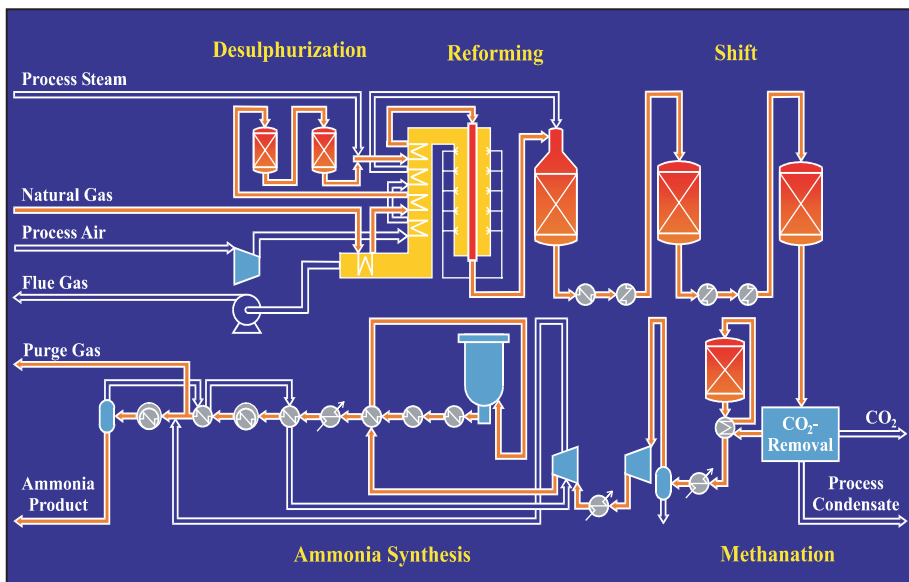 Desulphurization
Reforming
Shift
Process Steam
Natural Gas
Process Air
Flue Gas
Purge Gas
CO₂-
Removal
CO₂
Ammonia
Product
Process
Condensate
Ammonia Synthesis
Methanation